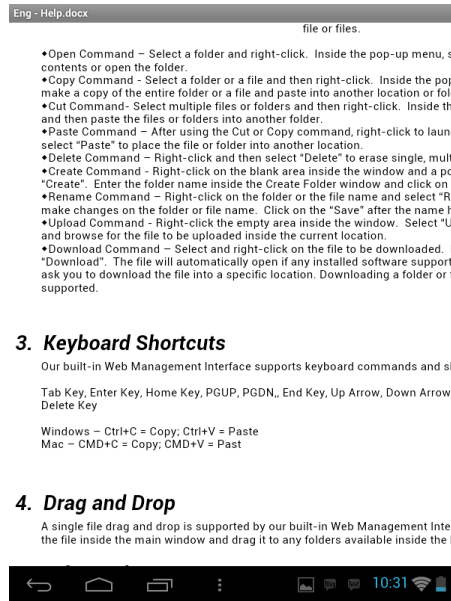 Eng - Help.docx
file or files.
◆Open Command – Select a folder and right-click.  Inside the pop-up menu, s
contents or open the folder.
◆Copy Command - Select a folder or a file and then right-click.  Inside the pop
make a copy of the entire folder or a file and paste into another location or fol
◆Cut Command- Select multiple files or folders and then right-click.  Inside th
and then paste the files or folders into another folder.
◆Paste Command – After using the Cut or Copy command, right-click to laun
select “Paste” to place the file or folder into another location.
◆Delete Command – Right-click and then select “Delete” to erase single, mult
◆Create Command - Right-click on the blank area inside the window and a po
“Create”.  Enter the folder name inside the Create Folder window and click on
◆Rename Command – Right-click on the folder or the file name and select “R
make changes on the folder or file name.  Click on the “Save” after the name h
◆Upload Command - Right-click the empty area inside the window.  Select “U
and browse for the file to be uploaded inside the current location.
◆Download Command – Select and right-click on the file to be downloaded.
“Download”.  The file will automatically open if any installed software support
ask you to download the file into a specific location. Downloading a folder or
supported.
3. Keyboard Shortcuts
Our built-in Web Management Interface supports keyboard commands and s
Tab Key, Enter Key, Home Key, PGUP, PGDN,, End Key, Up Arrow, Down Arrow
Delete Key
Windows – Ctrl+C = Copy; Ctrl+V = Paste
Mac – CMD+C = Copy; CMD+V = Past
4. Drag and Drop
A single file drag and drop is supported by our built-in Web Management Inte
the file inside the main window and drag it to any folders available inside the
10:31